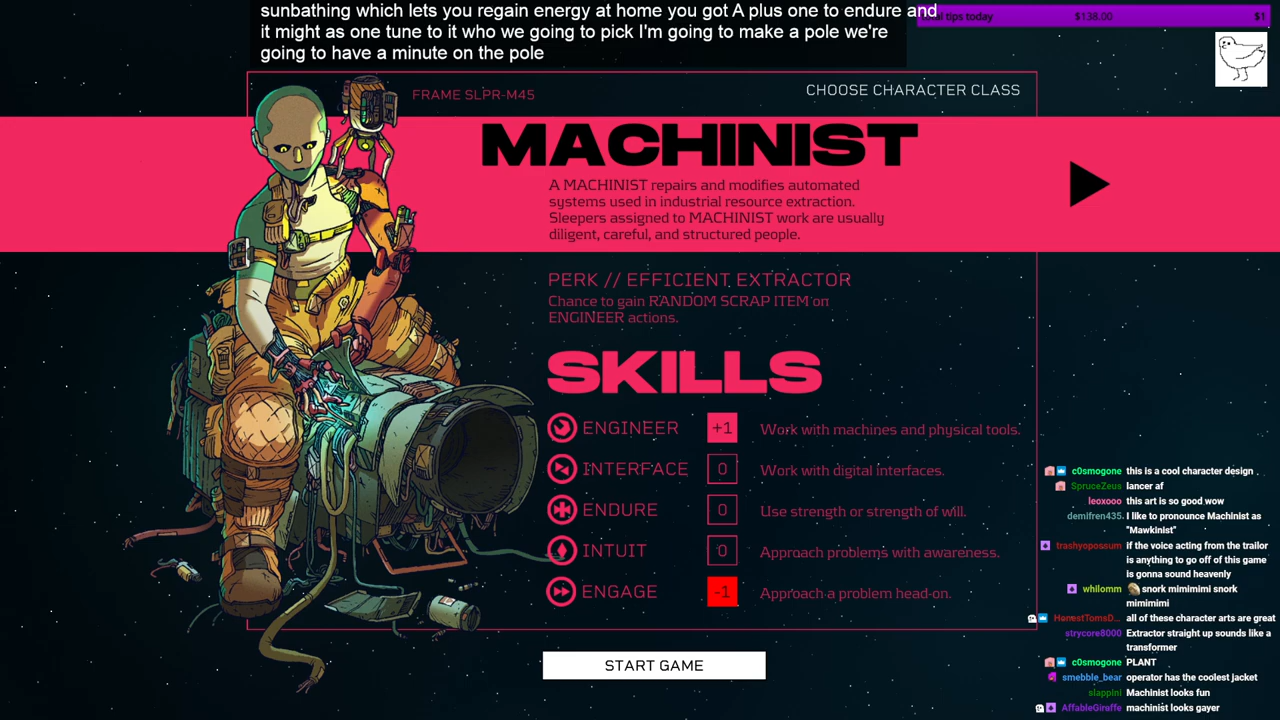 sunbathing which lets you regain energy at home you got A plus one to endure and
it might as one tune to it who we going to pick I'm going to make a pole we're
going to have a minute on the pole
tips today $138.00 $1
FRAME SLPR-M45
CHOOSE CHARACTER CLASS
MACHINIST
A MACHINIST repairs and modifies automated
systems used in industrial resource extraction.
Sleepers assigned to MACHINIST work are usually
diligent, careful, and structured people.
PERK // EFFICIENT EXTRACTOR
Chance to gain RANDOM SCRAP ITEM on
ENGINEER actions.
SKILLS
ENGINEER +1 Work with machines and physical tools.
INTERFACE 0 Work with digital interfaces.
ENDURE 0 Use strength or strength of will.
INTUIT 0 Approach problems with awareness.
ENGAGE -1 Approach a problem head-on.
START GAME
c0smogone this is a cool character design
SpruceZeus lancer af
leoxooo this art is so good wow
demifren435. I like to pronounce Machinist as
"Mawkinist"
trashyopossum if the voice acting from the trailor
is anything to go off of this game
is gonna sound heavenly
whilomm snork mimimimi snork
mimimimi
HonestTomsD... all of these character arts are great
strycore8000 Extractor straight up sounds like a
transformer
c0smogone PLANT
smebble_bear operator has the coolest jacket
slappini Machinist looks fun
AffableGiraffe machinist looks gayer